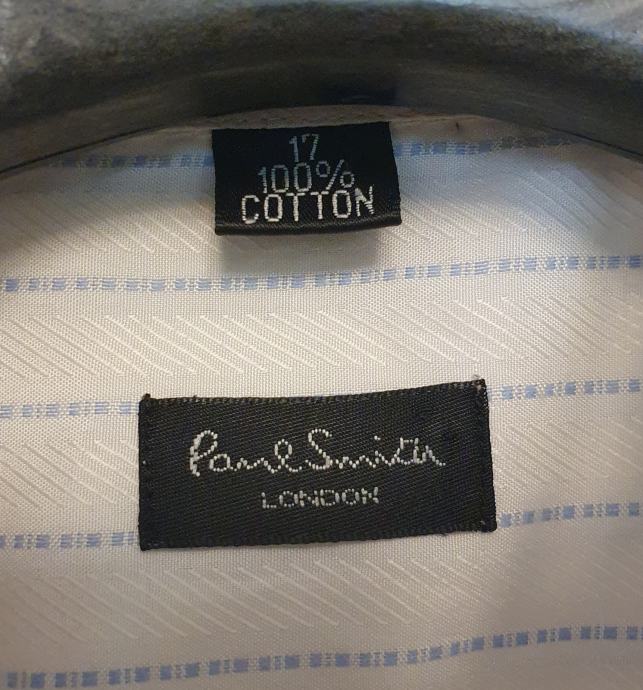 17
100%
COTTON
Paul Smith
LONDON